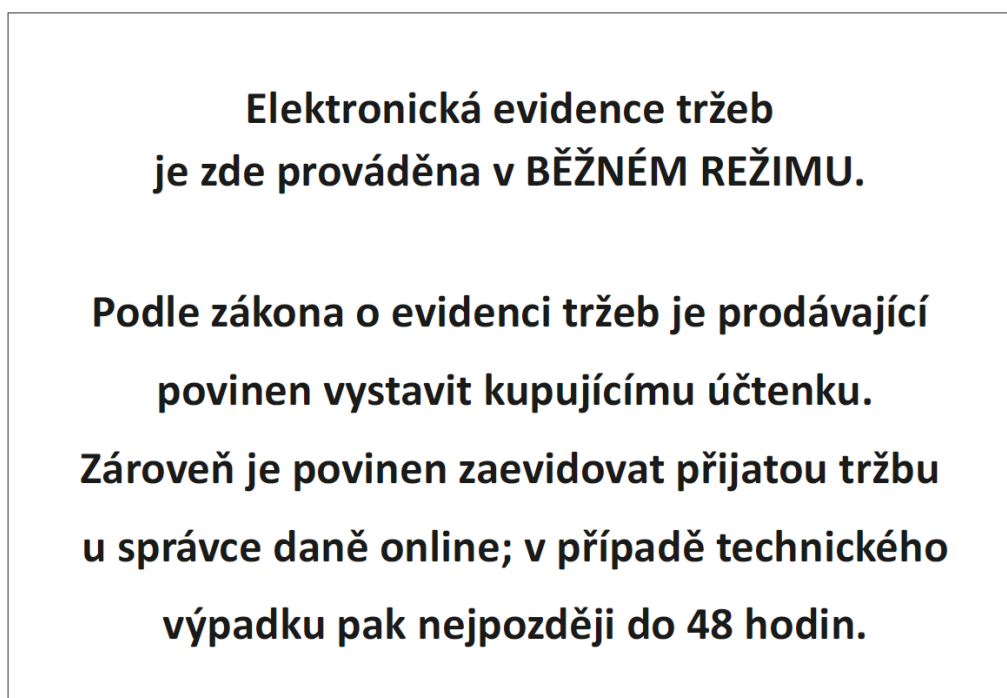 Elektronická evidence tržeb
je zde prováděna v BĚŽNÉM REŽIMU.
Podle zákona o evidenci tržeb je prodávající
povinen vystavit kupujícímu účtenku.
Zároveň je povinen zaevidovat přijatou tržbu
u správce daně online; v případě technického
výpadku pak nejpozději do 48 hodin.